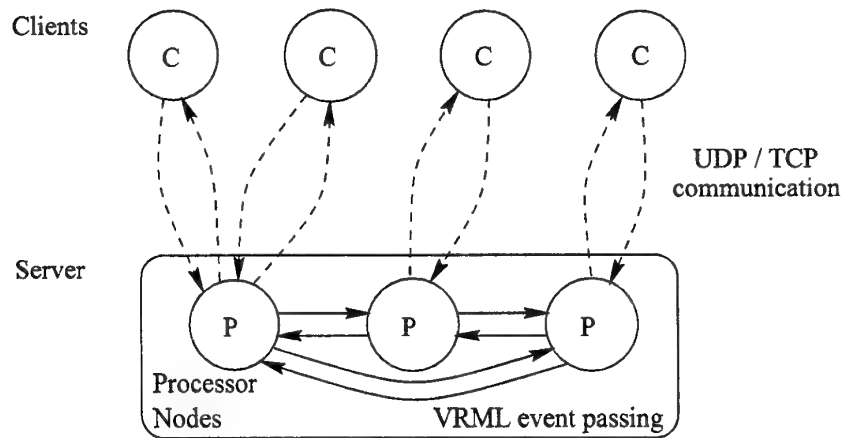 Clients
C
C
C
C
UDP / TCP
communication
Server
P
P
P
Processor
Nodes
VRML event passing